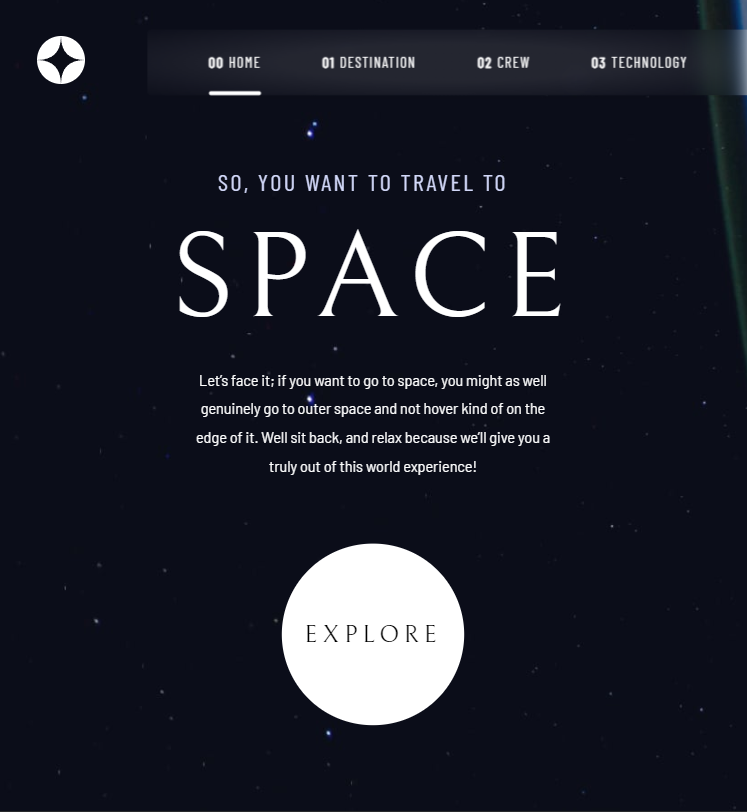 00 HOME 01 DESTINATION 02 CREW 03 TECHNOLOGY
SO, YOU WANT TO TRAVEL TO
SPACE
Let’s face it; if you want to go to space, you might as well
genuinely go to outer space and not hover kind of on the
edge of it. Well sit back, and relax because we’ll give you a
truly out of this world experience!
EXPLORE